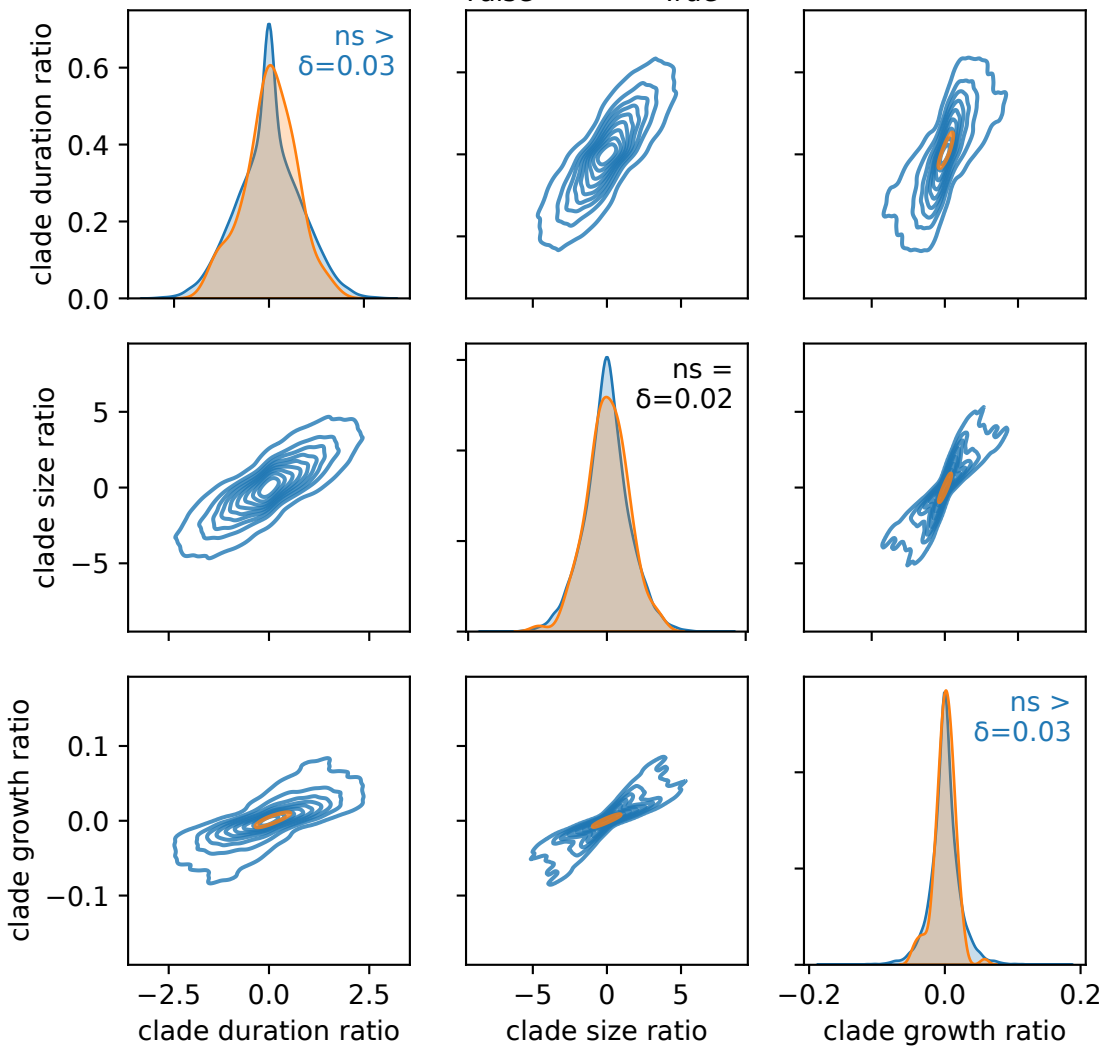 clade duration ratio
0.6
0.4
0.2
0.0
ns >
δ=0.03
clade size ratio
5
0
−5
ns =
δ=0.02
clade growth ratio
0.1
0.0
−0.1
ns >
δ=0.03
−2.5 0.0 2.5
−5 0 5
−0.2 0.0 0.2
clade duration ratio
clade size ratio
clade growth ratio